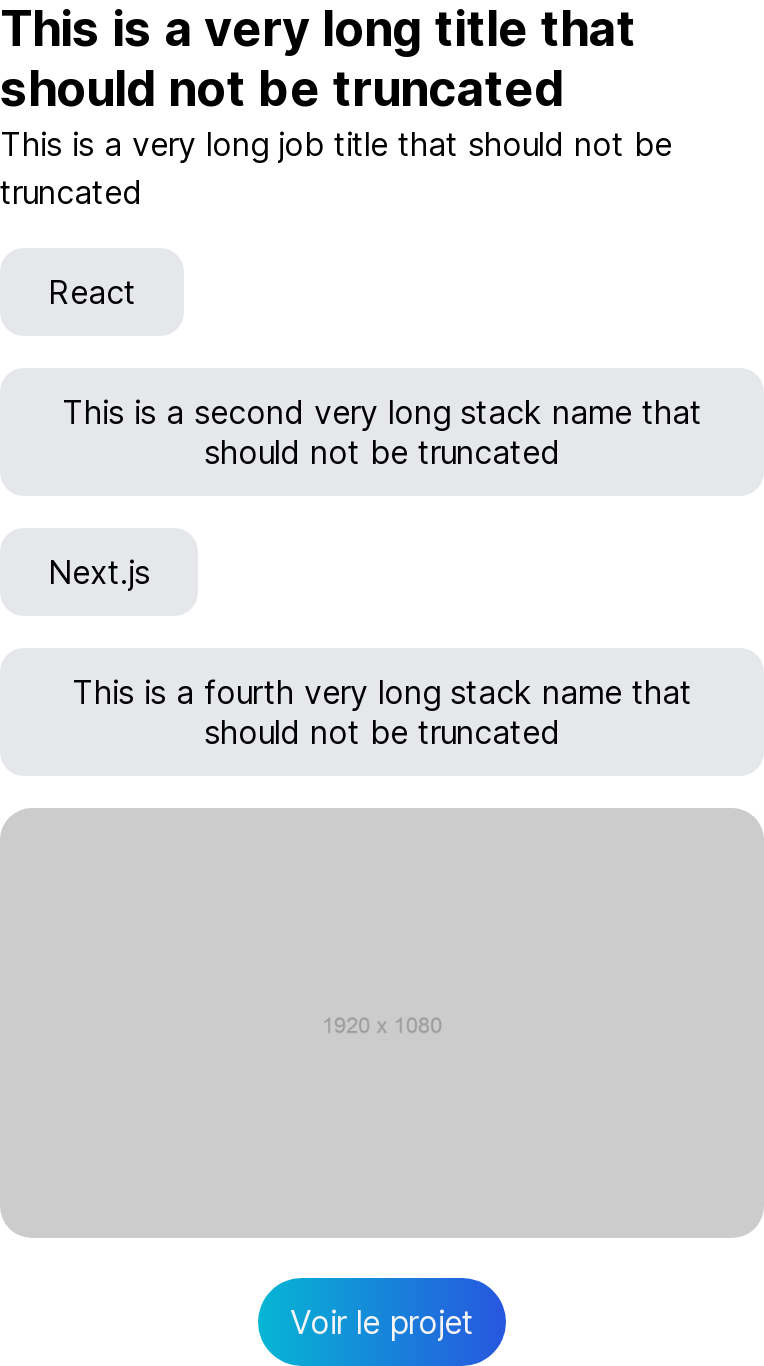 This is a very long title that
should not be truncated
This is a very long job title that should not be
truncated
React
This is a second very long stack name that
should not be truncated
Next.js
This is a fourth very long stack name that
should not be truncated
1920 x 1080
Voir le projet